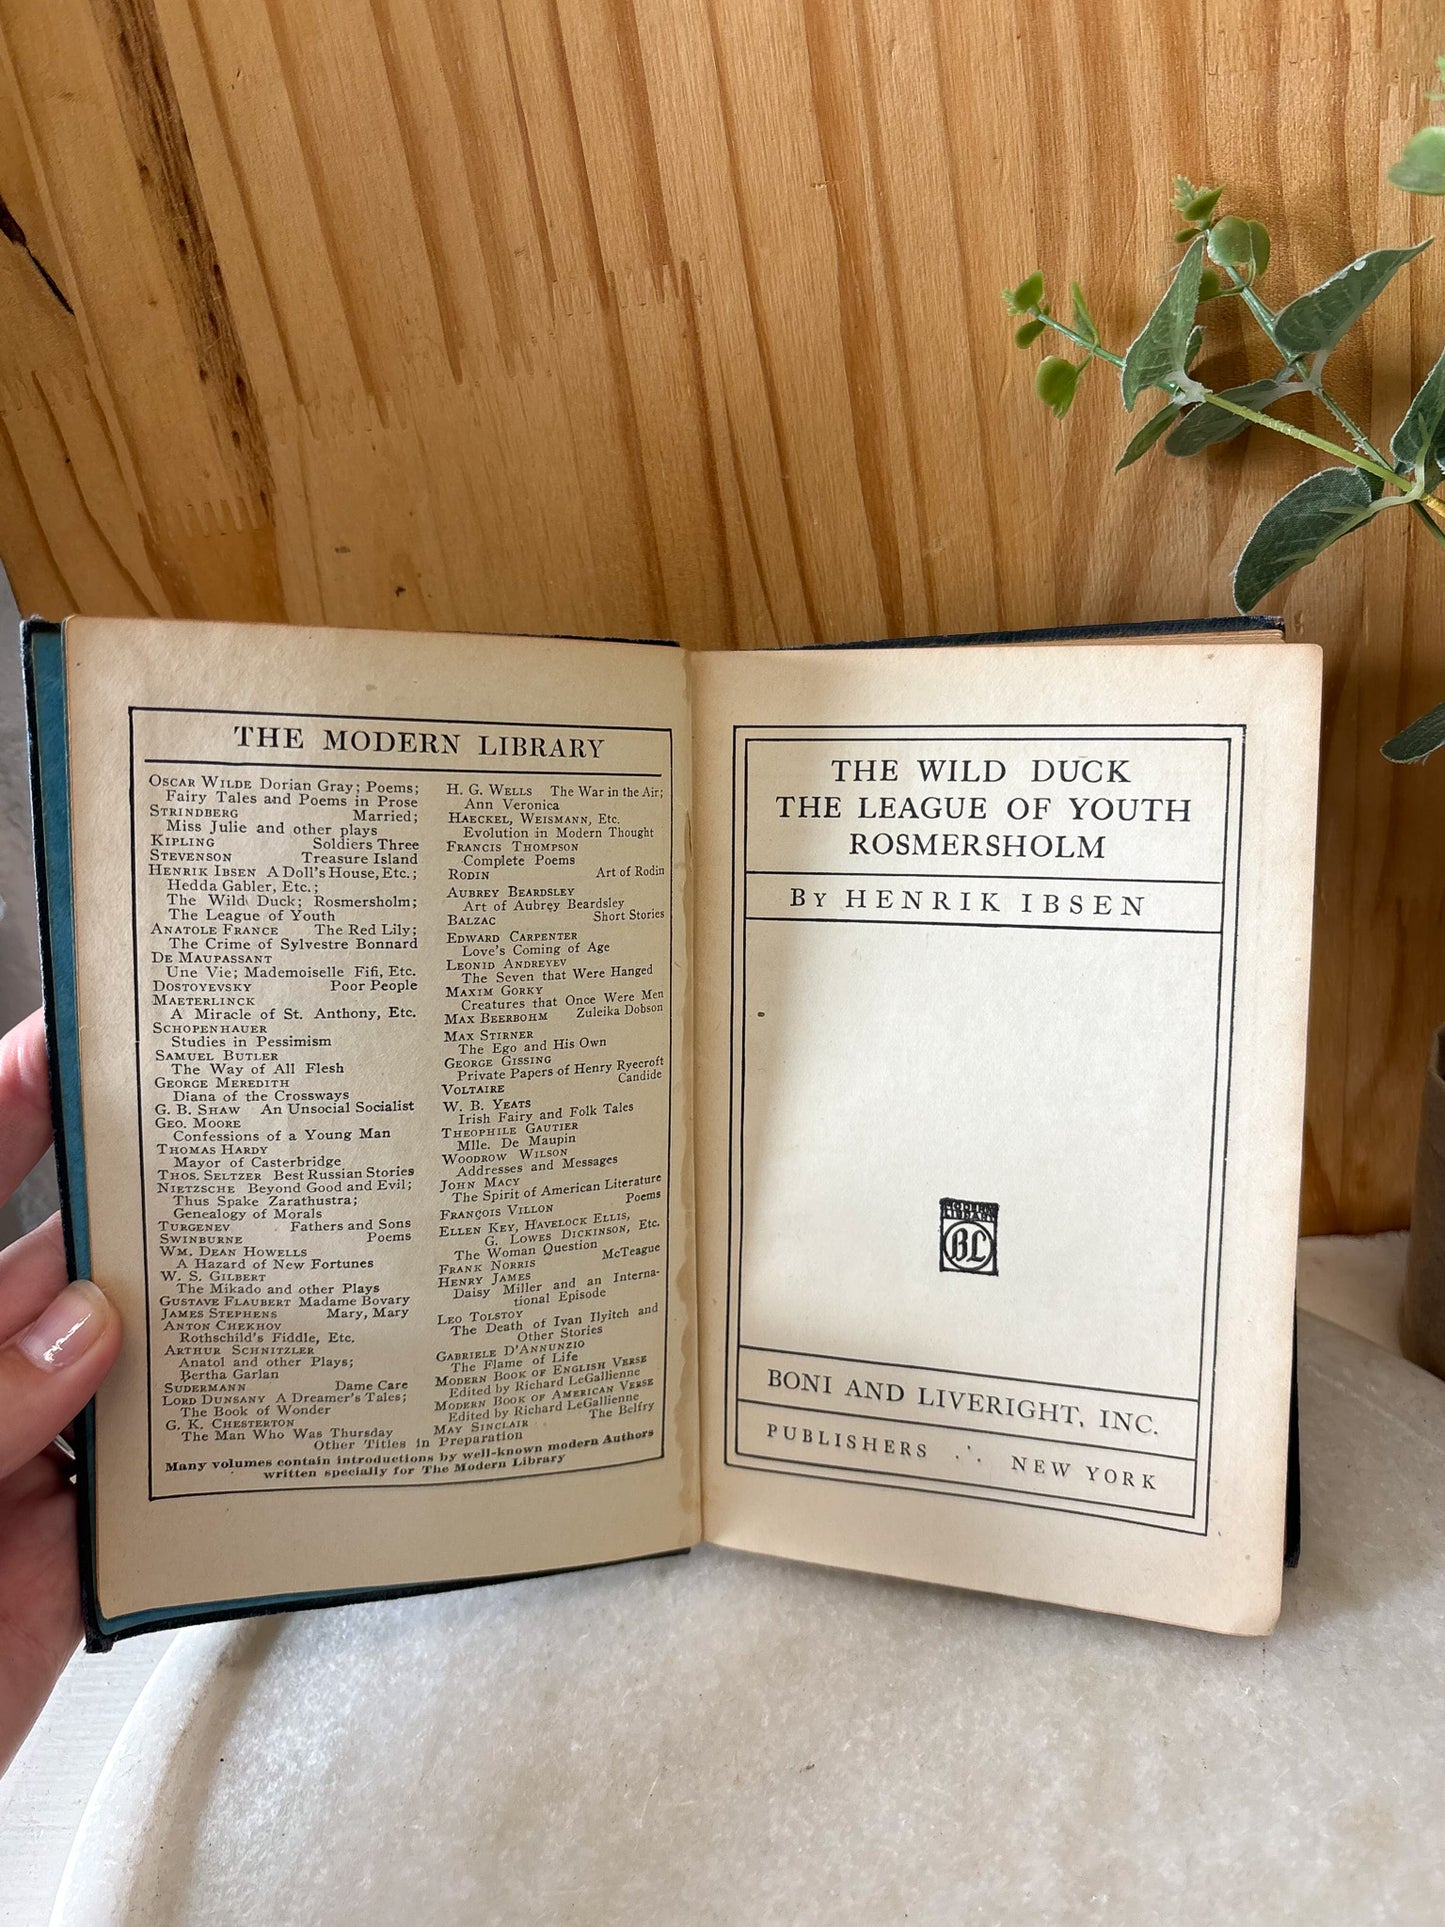 THE MODERN LIBRARY
OSCAR WILDE Dorian Gray; Poems;
Fairy Tales and Poems in Prose
STRINDBERG Married;
Miss Julie and other plays
KIPLING Soldiers Three
STEVENSON Treasure Island
HENRIK IBSEN A Doll's House, Etc.;
Hedda Gabler, Etc.;
The Wild Duck; Rosmersholm;
The League of Youth
ANATOLE FRANCE The Red Lily;
The Crime of Sylvestre Bonnard
DE MAUPASSANT
Une Vie; Mademoiselle Fifi, Etc.
DOSTOYEVSKY Poor People
MAETERLINCK
A Miracle of St. Anthony, Etc.
SCHOPENHAUER
Studies in Pessimism
SAMUEL BUTLER
The Way of All Flesh
GEORGE MEREDITH
Diana of the Crossways
G. B. SHAW An Unsocial Socialist
GEO. MOORE
Confessions of a Young Man
THOMAS HARDY
Mayor of Casterbridge
THOS. SELTZER Best Russian Stories
NIETZSCHE Beyond Good and Evil;
Thus Spake Zarathustra;
Genealogy of Morals
TURGENEV Fathers and Sons
SWINBURNE Poems
WM. DEAN HOWELLS
A Hazard of New Fortunes
W. S. GILBERT
The Mikado and other Plays
GUSTAVE FLAUBERT Madame Bovary
JAMES STEPHENS Mary, Mary
ANTON CHEKHOV
Rothschild's Fiddle, Etc.
ARTHUR SCHNITZLER
Anatol and other Plays;
Bertha Garlan
SUDERMANN Dame Care
LORD DUNSANY A Dreamer's Tales;
The Book of Wonder
G. K. CHESTERTON
The Man Who Was Thursday
H. G. WELLS The War in the Air;
Ann Veronica
HAECKEL, WEISMANN, ETC.
Evolution in Modern Thought
FRANCIS THOMPSON
Complete Poems
RODIN Art of Rodin
AUBREY BEARDSLEY
Art of Aubrey Beardsley
BALZAC Short Stories
EDWARD CARPENTER
Love's Coming of Age
LEONID ANDREYEV
The Seven that Were Hanged
MAXIM GORKY
Creatures that Once Were Men
MAX BEERBOHM Zuleika Dobson
MAX STIRNER
The Ego and His Own
GEORGE GISSING
Private Papers of Henry Ryecroft
VOLTAIRE Candide
W. B. YEATS
Irish Fairy and Folk Tales
THEOPHILE GAUTIER
Mlle. De Maupin
WOODROW WILSON
Addresses and Messages
JOHN MACY
The Spirit of American Literature
FRANÇOIS VILLON Poems
ELLEN KEY, HAVELOCK ELLIS,
G. LOWES DICKINSON, ETC.
The Woman Question
FRANK NORRIS McTeague
HENRY JAMES
Daisy Miller and an Interna-
tional Episode
LEO TOLSTOY
The Death of Ivan Ilyitch and
Other Stories
GABRIELE D'ANNUNZIO
The Flame of Life
MODERN BOOK OF ENGLISH VERSE
Edited by Richard LeGallienne
MODERN BOOK OF AMERICAN VERSE
Edited by Richard LeGallienne
MAY SINCLAIR The Belfry
Other Titles in Preparation
Many volumes contain introductions by well-known modern Authors
written specially for The Modern Library
THE WILD DUCK
THE LEAGUE OF YOUTH
ROSMERSHOLM
BY HENRIK IBSEN
MODERN
LIBRARY
BL
BONI AND LIVERIGHT, INC.
PUBLISHERS ∴ NEW YORK